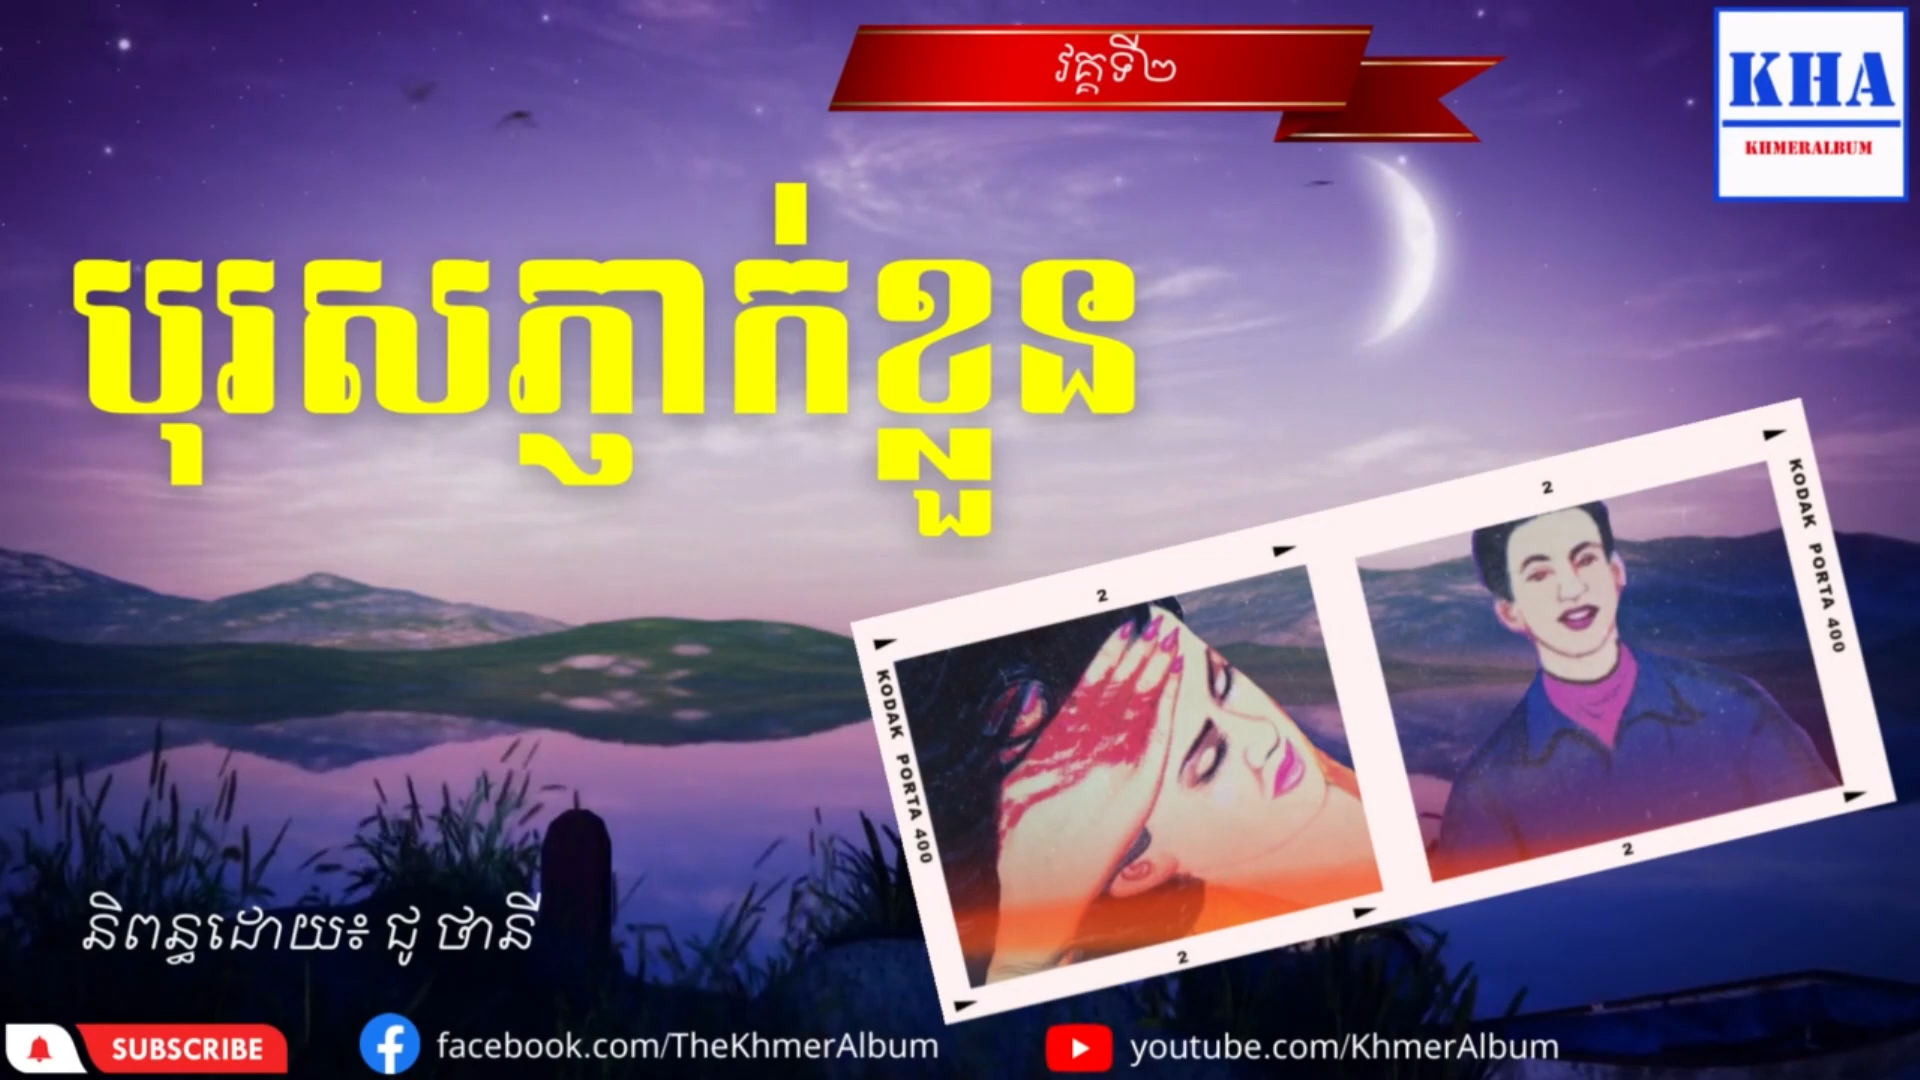 វគ្គទី២
KHA
KHMERALBUM
បុរសភ្ញាក់ខ្លួន
2
2
KODAK PORTA 400
KODAK PORTA 400
2
2
និពន្ធដោយ៖ ជូ ថានី
SUBSCRIBE
facebook.com/TheKhmerAlbum
youtube.com/KhmerAlbum